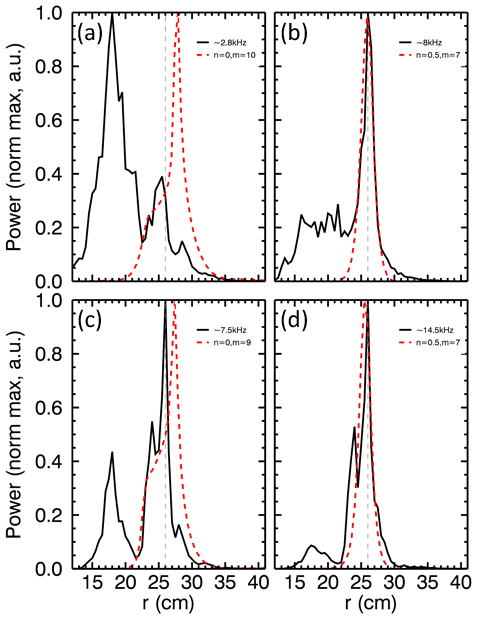 (a)
~2.8kHz
n=0,m=10
(b)
~8kHz
n=0.5,m=7
Power (norm max, a.u.)
1.0
0.8
0.6
0.4
0.2
0.0
(c)
~7.5kHz
n=0,m=9
(d)
~14.5kHz
n=0.5,m=7
Power (norm max, a.u.)
1.0
0.8
0.6
0.4
0.2
0.0
15 20 25 30 35 40
15 20 25 30 35 40
r (cm)
r (cm)